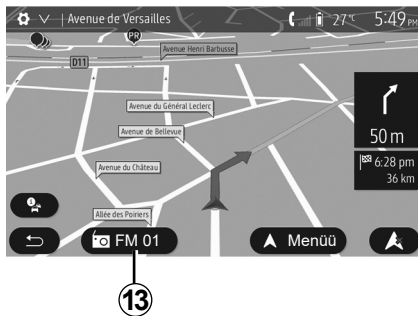 Avenue de Versailles
27 °C
5:49 PM
PR
Avenue Henri Barbusse
D11
Avenue du Général Leclerc
50 m
Avenue de Bellevue
6:28 pm
36 km
Avenue du Château
Allée des Poiriers
FM 01
Menüü
13